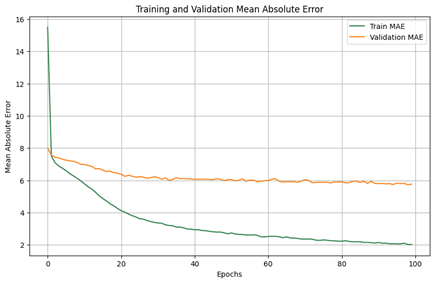 Training and Validation Mean Absolute Error
Train MAE
Validation MAE
16
14
12
10
8
6
4
2
Mean Absolute Error
0
20
40
60
80
100
Epochs